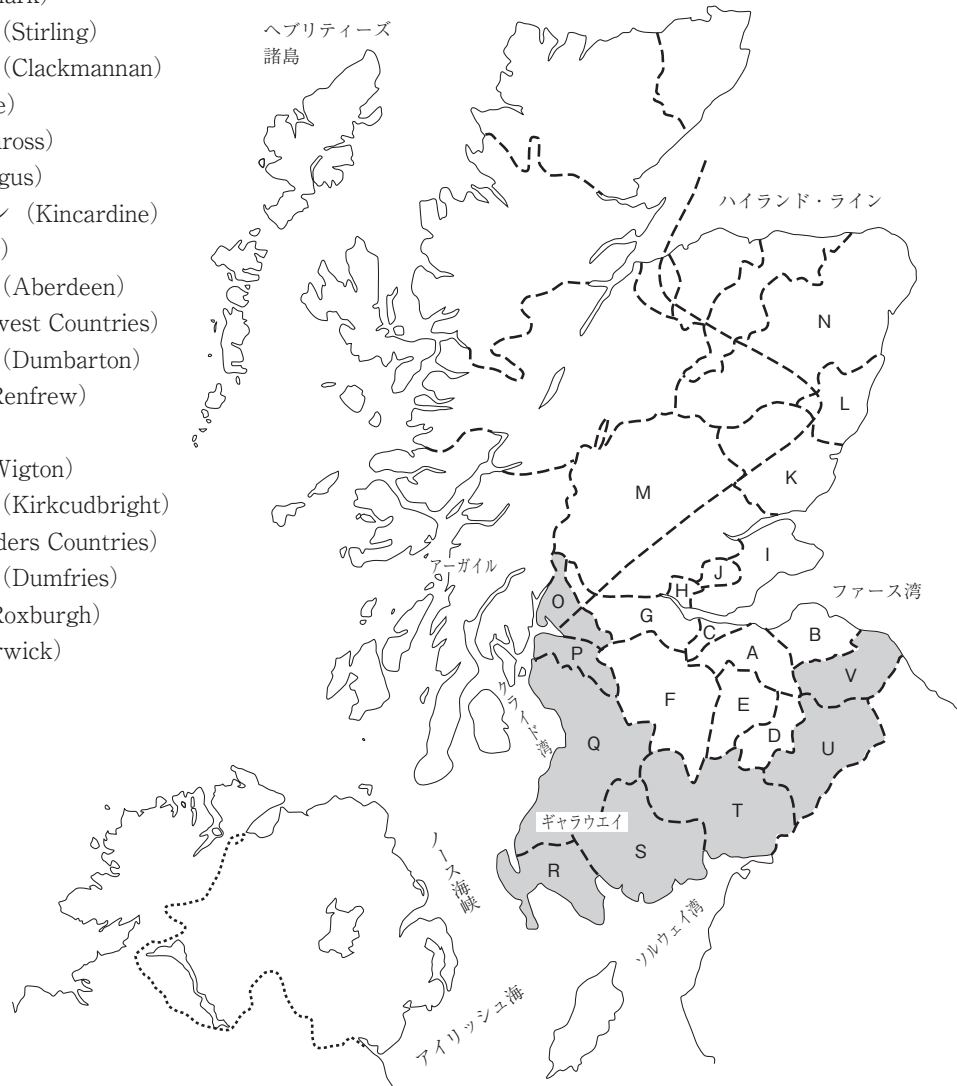 ark)
（Stirling)
（Clackmannan)
e)
ross)
gus)
ン（Kincardine)
)
（Aberdeen)
west Countries)
（Dumbarton)
Renfrew)
Wigton)
（Kirkcudbright)
ders Countries)
（Dumfries)
Roxburgh)
rwick)
ヘブリティーズ
諸島
ハイランド・ライン
N
L
K
M
I
J
H
アーガイル
ファース湾
O
G
C
B
A
P
V
F
E
D
クライド湾
Q
U
T
ギャラウエイ
S
R
ノース海峡
ソルウェイ湾
アイリッシュ海